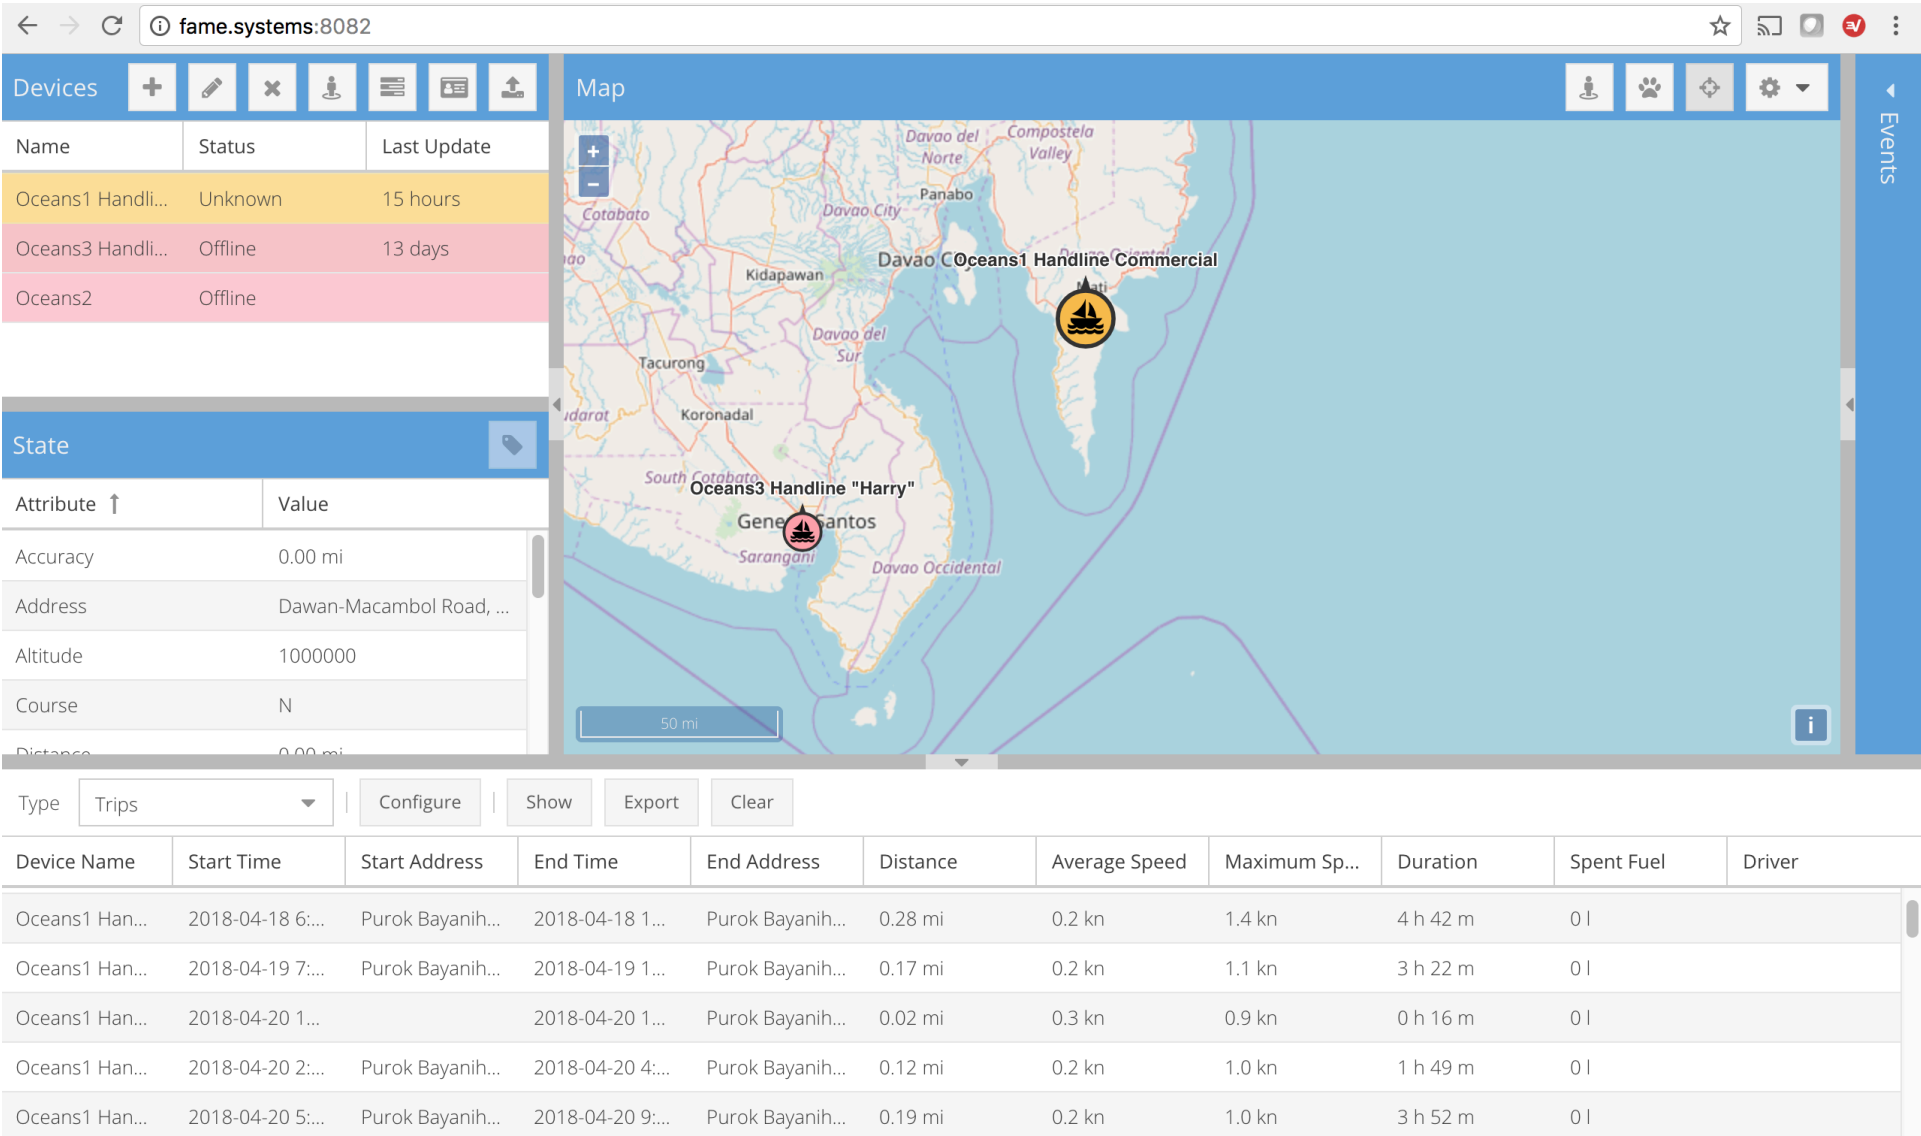 fame.systems:8082
Devices
Name Status Last Update
Oceans1 Handli... Unknown 15 hours
Oceans3 Handli... Offline 13 days
Oceans2 Offline
State
Attribute ↑ Value
Accuracy 0.00 mi
Address Dawan-Macambol Road, ...
Altitude 1000000
Course N
Distance 0.00 mi
Map
+
−
Davao del
Norte
Compostela
Valley
Panabo
Cotabato
Davao City
Kidapawan
Davao
Oceans1 Handline Commercial
Mati
Davao del
Sur
Tacurong
Koronadal
udarat
South Cotabato
Oceans3 Handline "Harry"
Gene Santos
Sarangani
Davao Occidental
50 mi
i
Events
Type Trips Configure Show Export Clear
Device Name Start Time Start Address End Time End Address Distance Average Speed Maximum Sp... Duration Spent Fuel Driver
Oceans1 Han... 2018-04-18 6:... Purok Bayanih... 2018-04-18 1... Purok Bayanih... 0.28 mi 0.2 kn 1.4 kn 4 h 42 m 0 l
Oceans1 Han... 2018-04-19 7:... Purok Bayanih... 2018-04-19 1... Purok Bayanih... 0.17 mi 0.2 kn 1.1 kn 3 h 22 m 0 l
Oceans1 Han... 2018-04-20 1... 2018-04-20 1... Purok Bayanih... 0.02 mi 0.3 kn 0.9 kn 0 h 16 m 0 l
Oceans1 Han... 2018-04-20 2:... Purok Bayanih... 2018-04-20 4:... Purok Bayanih... 0.12 mi 0.2 kn 1.0 kn 1 h 49 m 0 l
Oceans1 Han... 2018-04-20 5:... Purok Bayanih... 2018-04-20 9:... Purok Bayanih... 0.19 mi 0.2 kn 1.0 kn 3 h 52 m 0 l